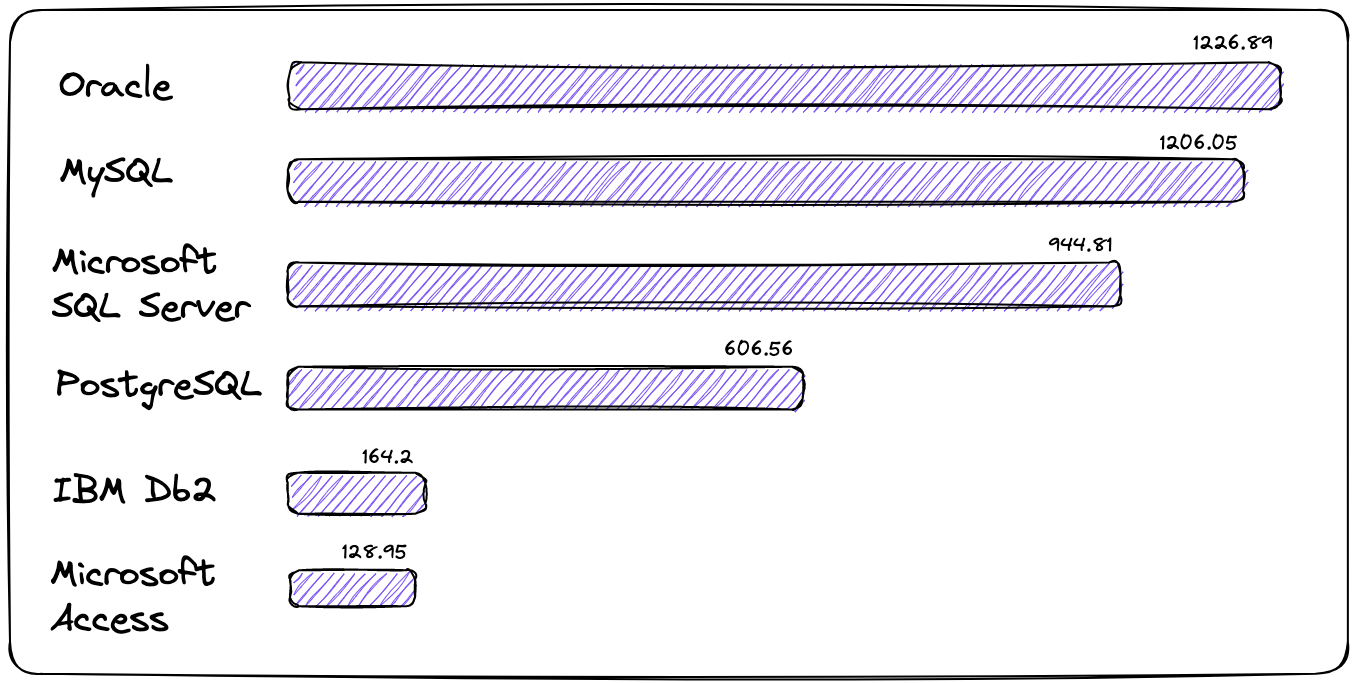 1226.89
Oracle
1206.05
MySQL
944.81
Microsoft
SQL Server
606.56
PostgreSQL
164.2
IBM Db2
128.95
Microsoft
Access